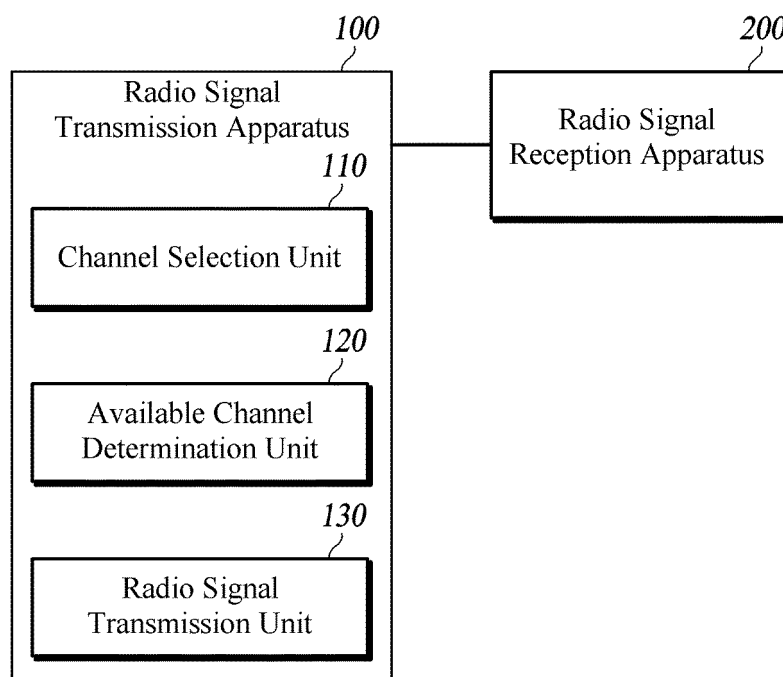 100
Radio Signal
Transmission Apparatus
110
Channel Selection Unit
120
Available Channel
Determination Unit
130
Radio Signal
Transmission Unit
200
Radio Signal
Reception Apparatus